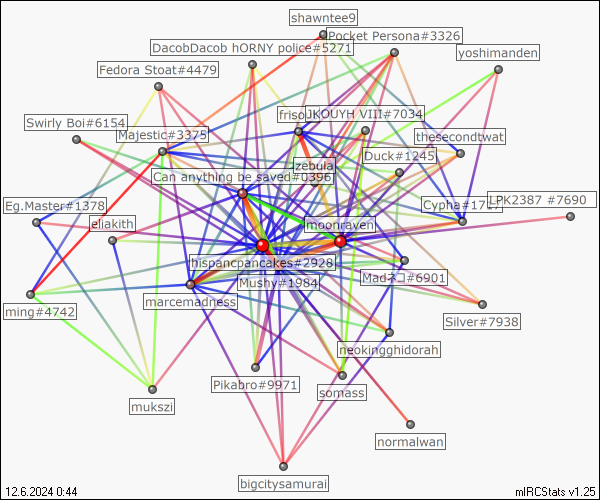 shawntee9
Pocket Persona#3326
DacobDacob hORNY police#5271
yoshimanden
Fedora Stoat#4479
friso
JKOUYH VIII#7034
Swirly Boi#6154
Majestic#3375
thesecondtwat
Duck#1245
zebula
Can anything be saved#0396
Eg.Master#1378
Cypha#1717
LPK2387 #7690
eliakith
moonraven
hispancpancakes#2928
Mushy#1984
Mad
#6901
marcemadness
ming#4742
Silver#7938
neokingghidorah
Pikabro#9971
somass
mukszi
normalwan
bigcitysamurai
12.6.2024 0:44
mIRCStats v1.25